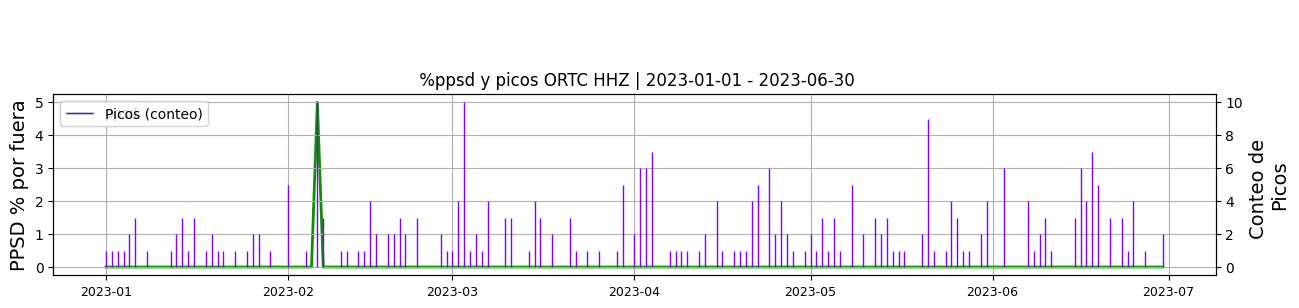 %ppsd y picos ORTC HHZ | 2023-01-01 - 2023-06-30
PPSD % por fuera
5
4
3
2
1
0
Picos (conteo)
10
8
6
4
2
0
Conteo de
Picos
2023-01 2023-02 2023-03 2023-04 2023-05 2023-06 2023-07